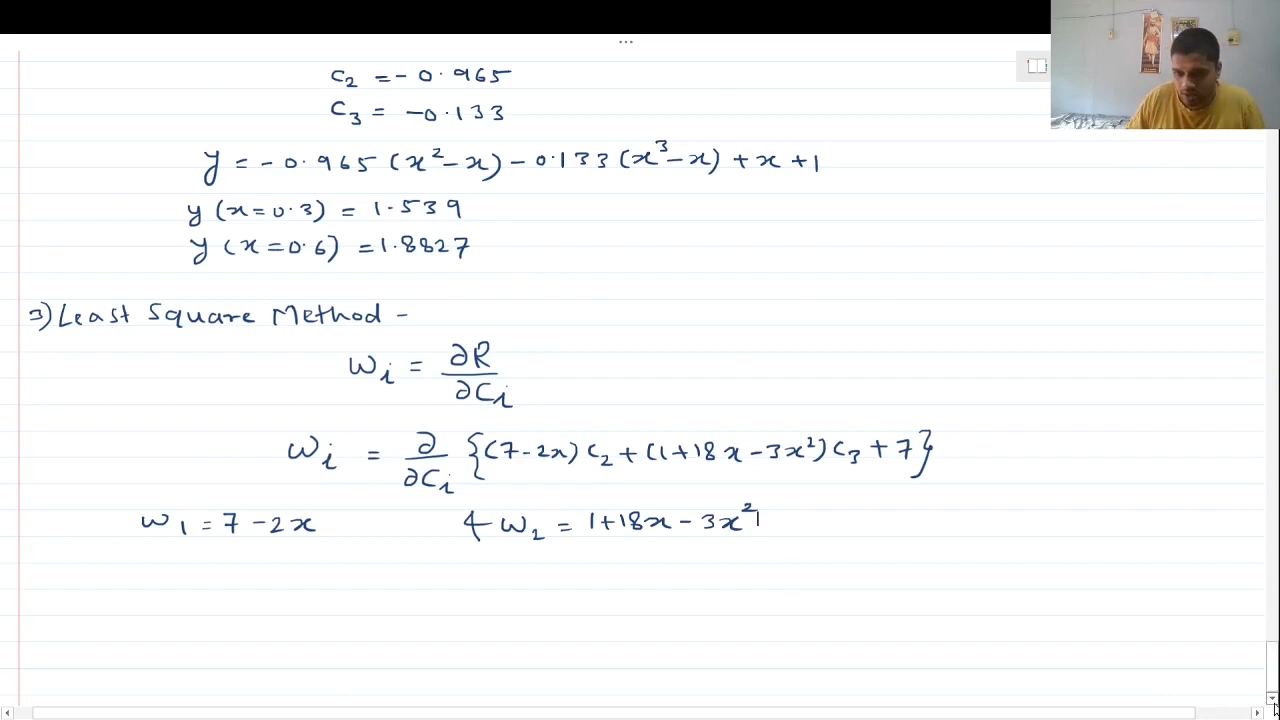 C₂ = - 0.965
C₃ = -0.133
y = -0.965 (x² - x) - 0.133 (x³ - x) + x + 1
y (x=0.3) = 1.539
y (x=0.6) = 1.8827
3) Least Square Method -
Wᵢ = ∂R / ∂Cᵢ
Wᵢ = ∂/∂Cᵢ {(7-2x) C₂ + (1+18x - 3x²) C₃ + 7}
W₁ = 7 - 2x & W₂ = 1+18x - 3x²